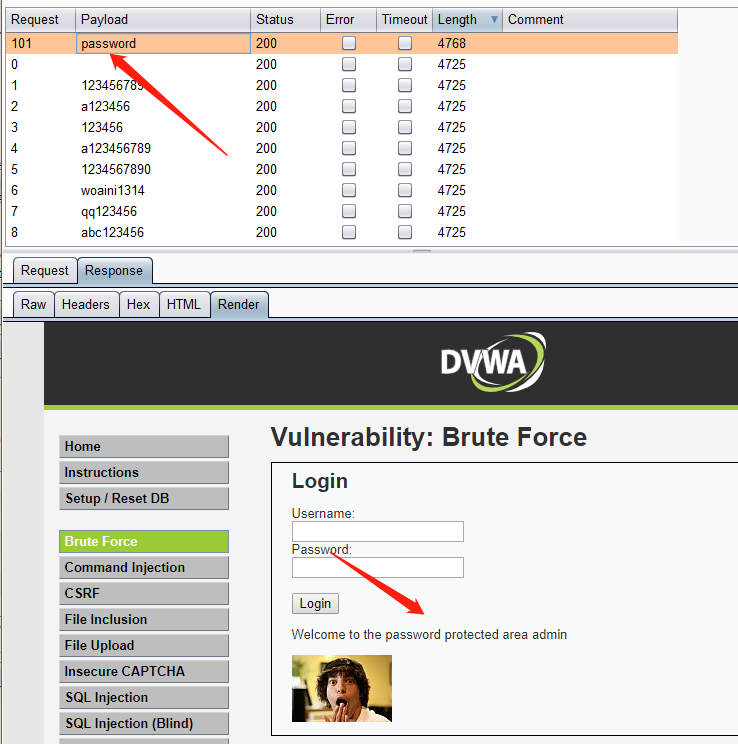 Request Payload Status Error Timeout Length Comment
101 password 200 4768
0 200 4725
1 123456789 200 4725
2 a123456 200 4725
3 123456 200 4725
4 a123456789 200 4725
5 1234567890 200 4725
6 woaini1314 200 4725
7 qq123456 200 4725
8 abc123456 200 4725
Request Response
Raw Headers Hex HTML Render
DVWA
Home
Instructions
Setup / Reset DB
Brute Force
Command Injection
CSRF
File Inclusion
File Upload
Insecure CAPTCHA
SQL Injection
SQL Injection (Blind)
Vulnerability: Brute Force
Login
Username:
Password:
Login
Welcome to the password protected area admin